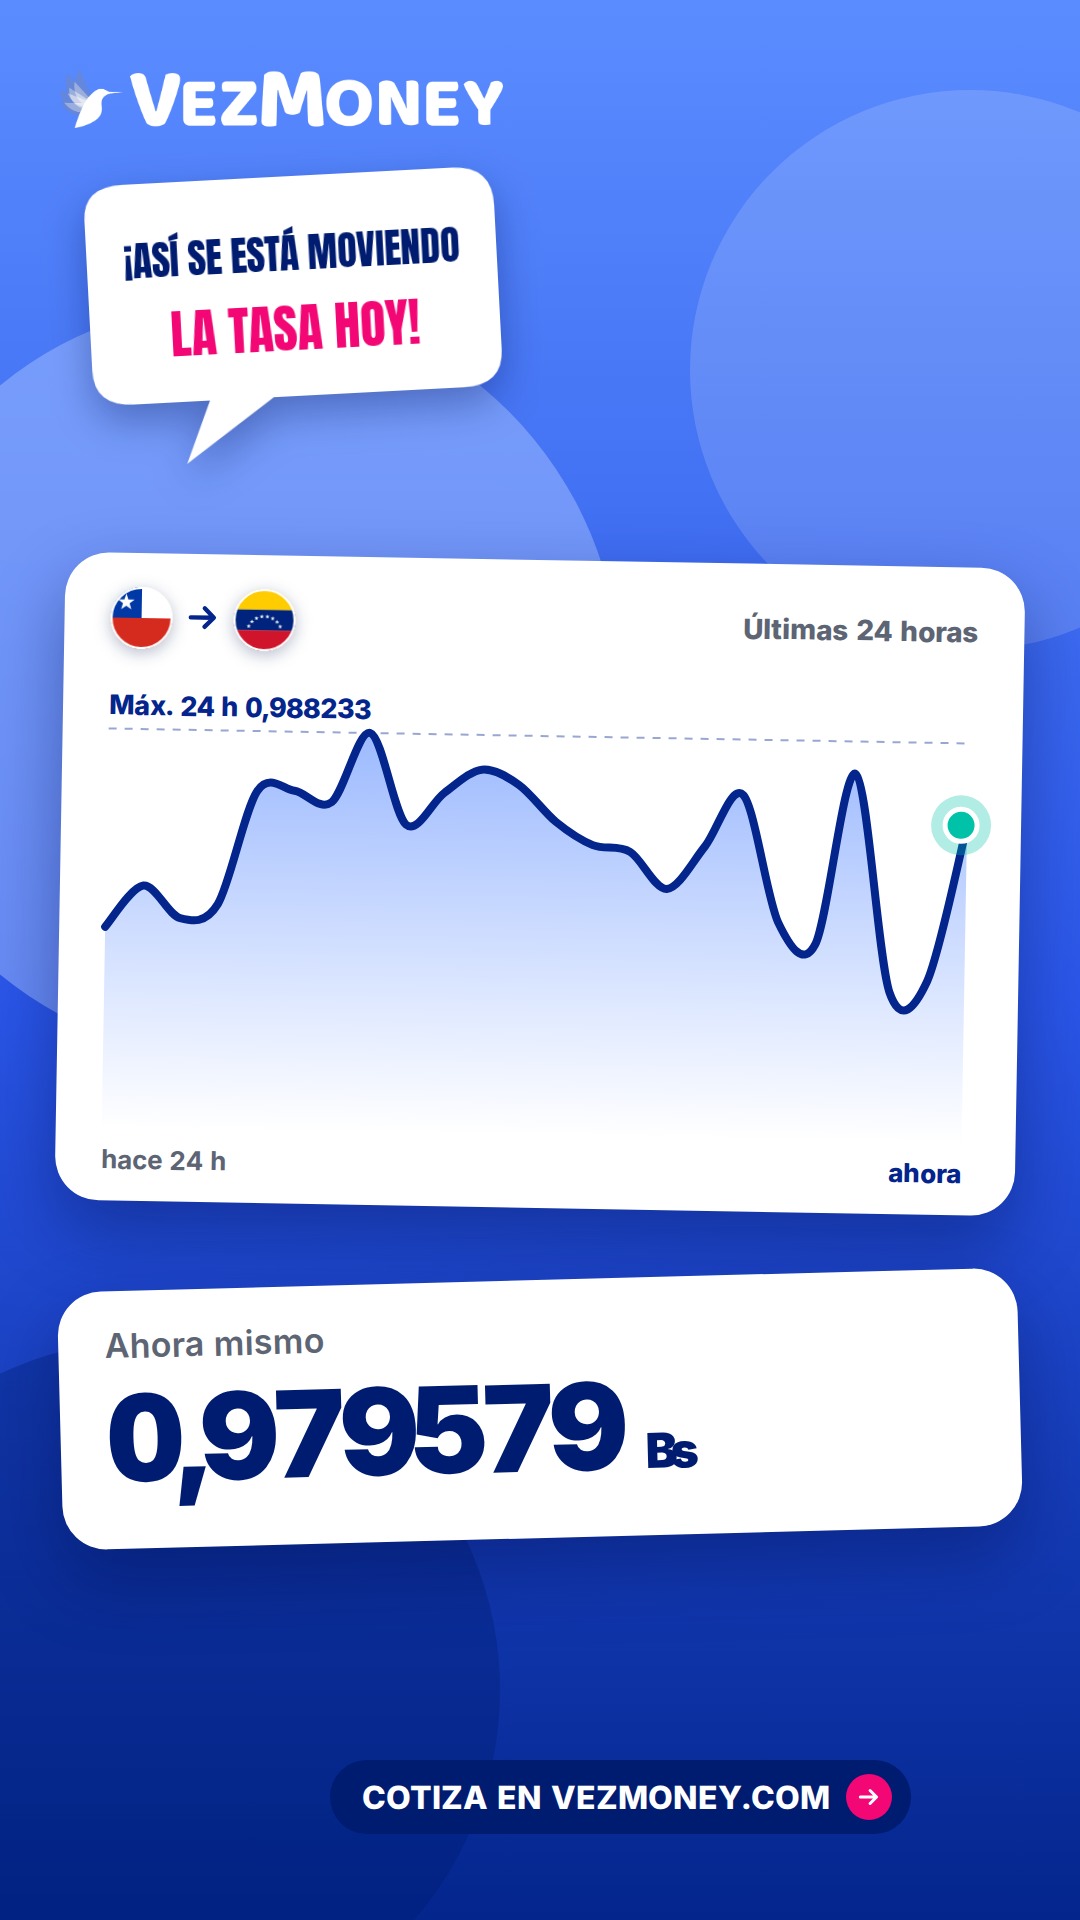 VEZMONEY
¡ASÍ SE ESTÁ MOVIENDO
LA TASA HOY!
Últimas 24 horas
Máx. 24 h 0,988233
hace 24 h
ahora
Ahora mismo
0,979579 Bs
COTIZA EN VEZMONEY.COM